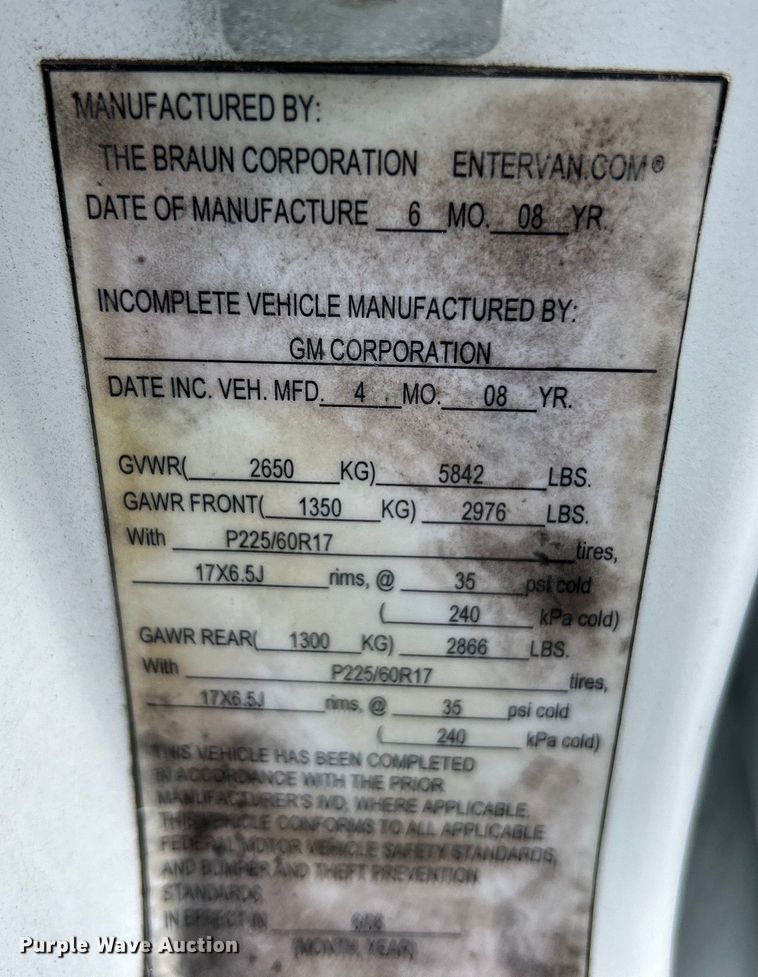 MANUFACTURED BY:
THE BRAUN CORPORATION ENTERVAN.COM®
DATE OF MANUFACTURE 6 MO. 08 YR.
INCOMPLETE VEHICLE MANUFACTURED BY:
GM CORPORATION
DATE INC. VEH. MFD. 4 MO. 08 YR.
GVWR( 2650 KG) 5842 LBS.
GAWR FRONT( 1350 KG) 2976 LBS.
With P225/60R17 tires,
17X6.5J rims, @ 35 psi cold
( 240 kPa cold)
GAWR REAR( 1300 KG) 2866 LBS.
With P225/60R17 tires,
17X6.5J rims, @ 35 psi cold
( 240 kPa cold)
THIS VEHICLE HAS BEEN COMPLETED
IN ACCORDANCE WITH THE PRIOR
MANUFACTURER'S IVD, WHERE APPLICABLE.
THIS VEHICLE CONFORMS TO ALL APPLICABLE
FEDERAL MOTOR VEHICLE SAFETY STANDARDS,
AND BUMPER AND THEFT PREVENTION
STANDARDS.
IN EFFECT IN
(MONTH, YEAR)
Purple Wave Auction